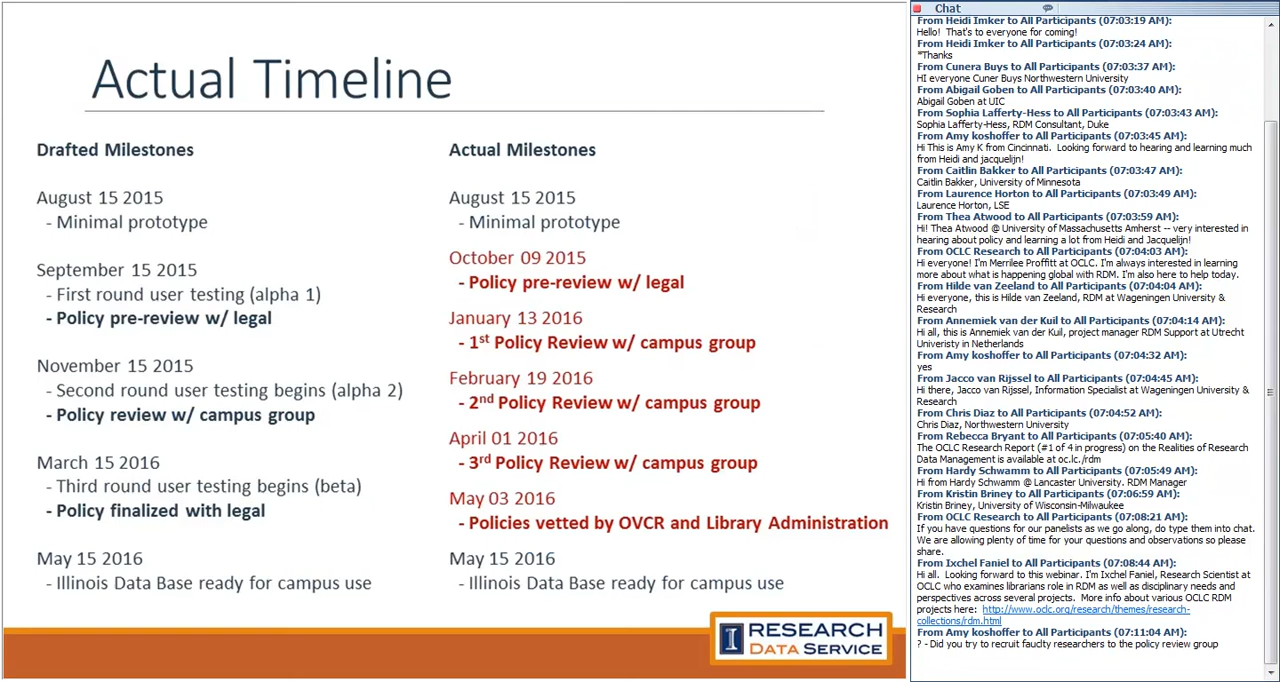 Actual Timeline
Drafted Milestones
August 15 2015
- Minimal prototype
September 15 2015
- First round user testing (alpha 1)
- Policy pre-review w/ legal
November 15 2015
- Second round user testing begins (alpha 2)
- Policy review w/ campus group
March 15 2016
- Third round user testing begins (beta)
- Policy finalized with legal
May 15 2016
- Illinois Data Base ready for campus use
Actual Milestones
August 15 2015
- Minimal prototype
October 09 2015
- Policy pre-review w/ legal
January 13 2016
- 1st Policy Review w/ campus group
February 19 2016
- 2nd Policy Review w/ campus group
April 01 2016
- 3rd Policy Review w/ campus group
May 03 2016
- Policies vetted by OVCR and Library Administration
May 15 2016
- Illinois Data Base ready for campus use
I RESEARCH
DATA SERVICE
Chat
From Heidi Imker to All Participants (07:03:19 AM):
Hello! That's to everyone for coming!
From Heidi Imker to All Participants (07:03:24 AM):
*Thanks
From Cunera Buys to All Participants (07:03:37 AM):
HI everyone Cuner Buys Northwestern University
From Abigail Goben to All Participants (07:03:40 AM):
Abigail Goben at UIC
From Sophia Lafferty-Hess to All Participants (07:03:43 AM):
Sophia Lafferty-Hess, RDM Consultant, Duke
From Amy koshoffer to All Participants (07:03:45 AM):
Hi This is Amy K from Cincinnati. Looking forward to hearing and learning much
from Heidi and jacquelijn!
From Caitlin Bakker to All Participants (07:03:47 AM):
Caitlin Bakker, University of Minnesota
From Laurence Horton to All Participants (07:03:49 AM):
Laurence Horton, LSE
From Thea Atwood to All Participants (07:03:59 AM):
Hi! Thea Atwood @ University of Massachusetts Amherst -- very interested in
hearing about policy and learning a lot from Heidi and Jacquelijn!
From OCLC Research to All Participants (07:04:03 AM):
Hi everyone! I'm Merrilee Proffitt at OCLC. I'm always interested in learning
more about what is happening global with RDM. I'm also here to help today.
From Hilde van Zeeland to All Participants (07:04:04 AM):
Hi everyone, this is Hilde van Zeeland, RDM at Wageningen University &
Research
From Annemiek van der Kuil to All Participants (07:04:14 AM):
Hi all, this is Annemiek van der Kuil, project manager RDM Support at Utrecht
Univeristy in Netherlands
From Amy koshoffer to All Participants (07:04:32 AM):
yes
From Jacco van Rijssel to All Participants (07:04:45 AM):
Hi there, Jacco van Rijssel, Information Specialist at Wageningen University &
Research
From Chris Diaz to All Participants (07:04:52 AM):
Chris Diaz, Northwestern University
From Rebecca Bryant to All Participants (07:05:40 AM):
The OCLC Research Report (#1 of 4 in progress) on the Realities of Research
Data Management is available at oc.lc./rdm
From Hardy Schwamm to All Participants (07:05:49 AM):
Hi from Hardy Schwamm @ Lancaster University. RDM Manager
From Kristin Briney to All Participants (07:06:59 AM):
Kristin Briney, University of Wisconsin-Milwaukee
From OCLC Research to All Participants (07:08:21 AM):
If you have questions for our panelists as we go along, do type them into chat.
We are allowing plenty of time for your questions and observations so please
share.
From Ixchel Faniel to All Participants (07:08:44 AM):
Hi all. Looking forward to this webinar. I'm Ixchel Faniel, Research Scientist at
OCLC who examines librarians role in RDM as well as disciplinary needs and
perspectives across several projects. More info about various OCLC RDM
projects here: http://www.oclc.org/research/themes/research-
collections/rdm.html
From Amy koshoffer to All Participants (07:11:04 AM):
? - Did you try to recruit fauclty researchers to the policy review group